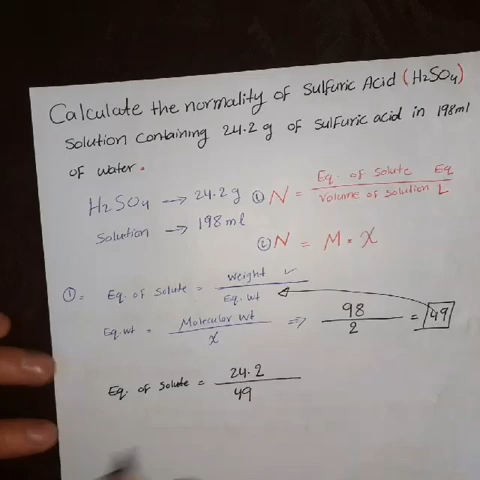 Calculate the normality of Sulfuric Acid (H2SO4)
Solution Containing 24.2 g of Sulfuric acid in 198ml
of water.
H2SO4 → 24.2 g
Solution → 198 ml
① N = Eq. of Solute Eq / Volume of Solution L
② N = M • X
①= Eq. of Solute = Weight ✓ / Eq. wt
Eq. wt = Molecular wt / X ⇒ 98 / 2 = 49
Eq. of Solute = 24.2 / 49